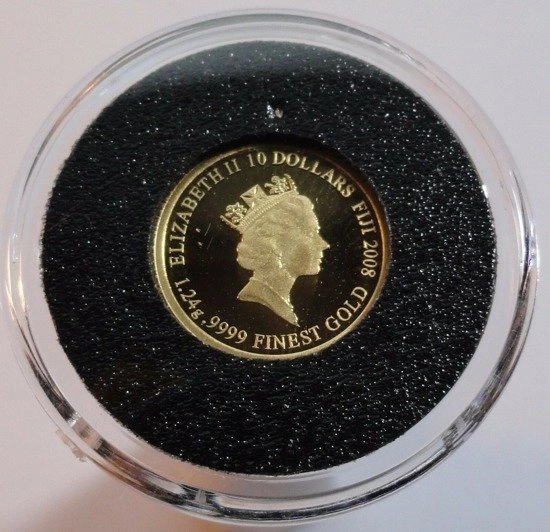 ELIZABETH II 10 DOLLARS FIJI 2008
1.24g .9999 FINEST GOLD